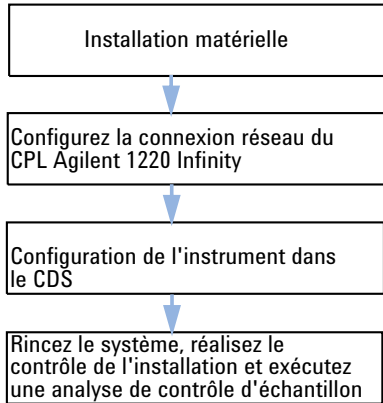 Installation matérielle
Configurez la connexion réseau du
CPL Agilent 1220 Infinity
Configuration de l'instrument dans
le CDS
Rincez le système, réalisez le
contrôle de l'installation et exécutez
une analyse de contrôle d'échantillon